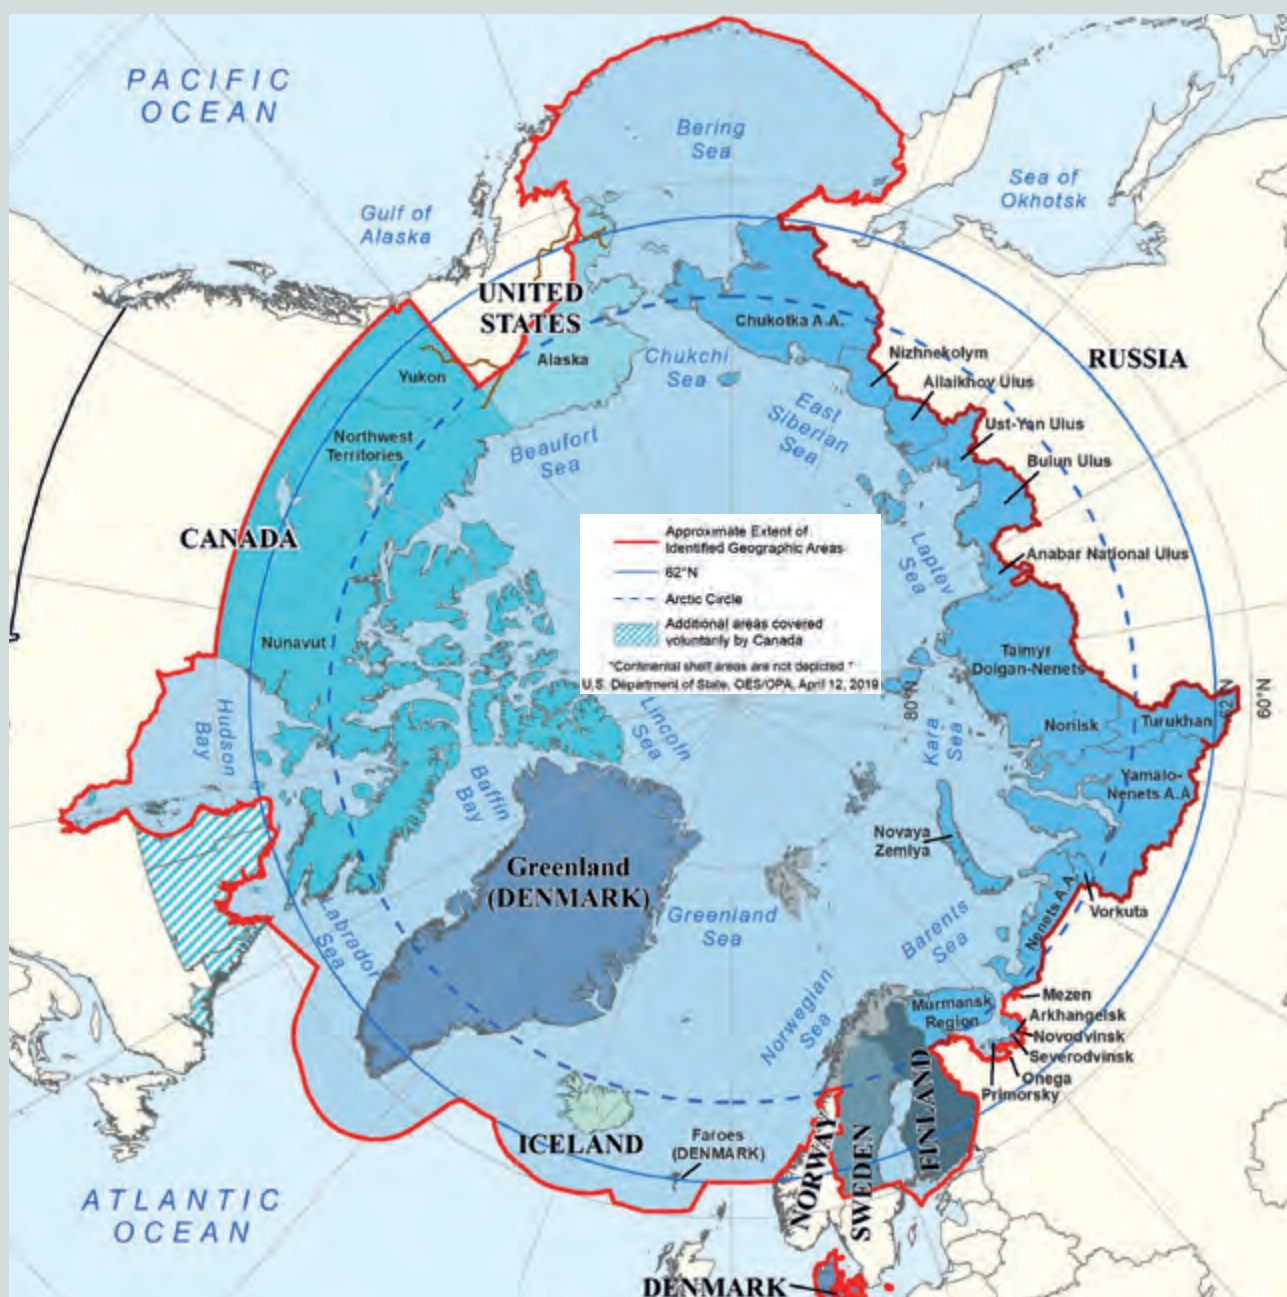 PACIFIC
OCEAN
Bering
Sea
Sea of
Okhotsk
Gulf of
Alaska
UNITED
STATES
Alaska
Chukotka A.A.
Chukchi
Sea
Nizhnekolym
RUSSIA
Allaikhov Ulus
Yukon
East
Siberian
Sea
Ust-Yan Ulus
Northwest
Territories
Beaufort
Sea
Bulun Ulus
CANADA
Approximate Extent of
Identified Geographic Areas
62°N
Arctic Circle
Additional areas covered
voluntarily by Canada
"Continental shelf areas are not depicted."
U.S. Department of State, OES/OPA, April 12, 2019
Laptev
Sea
Anabar National Ulus
Nunavut
Taimyr
Dolgan-Nenets
80°N
62°N
60°N
Hudson
Bay
Lincoln
Sea
Kara
Sea
Norilsk
Turukhan
Baffin
Bay
Yamalo-
Nenets A.A
Novaya
Zemlya
Greenland
(DENMARK)
Labrador
Sea
Greenland
Sea
Barents
Sea
Nenets A.A.
Vorkuta
Norwegian
Sea
Murmansk
Region
Mezen
Arkhangelsk
Novodvinsk
Severodvinsk
Onega
Primorsky
ICELAND
Faroes
(DENMARK)
NORWAY
SWEDEN
FINLAND
ATLANTIC
OCEAN
DENMARK